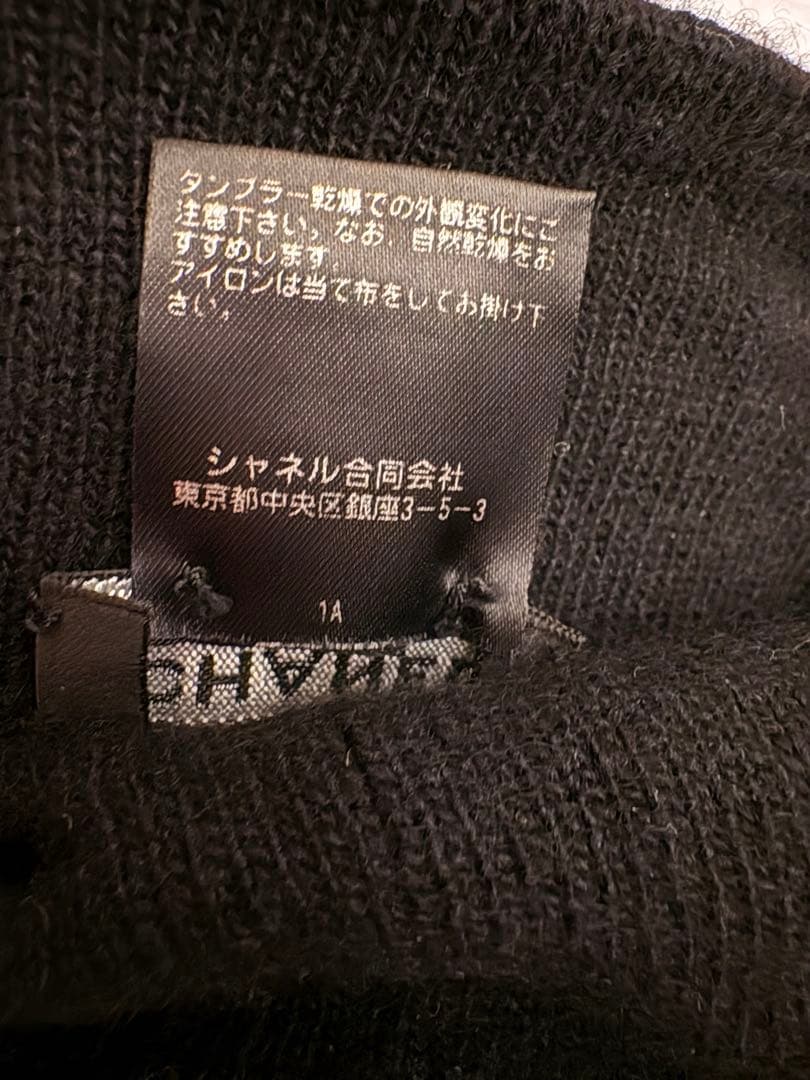 タンブラー乾燥での外観変化にご
注意下さい。なお、自然乾燥をお
すすめします
アイロンは当て布をしてお掛け下
さい。
シャネル合同会社
東京都中央区銀座3-5-3
1A
CHANEL